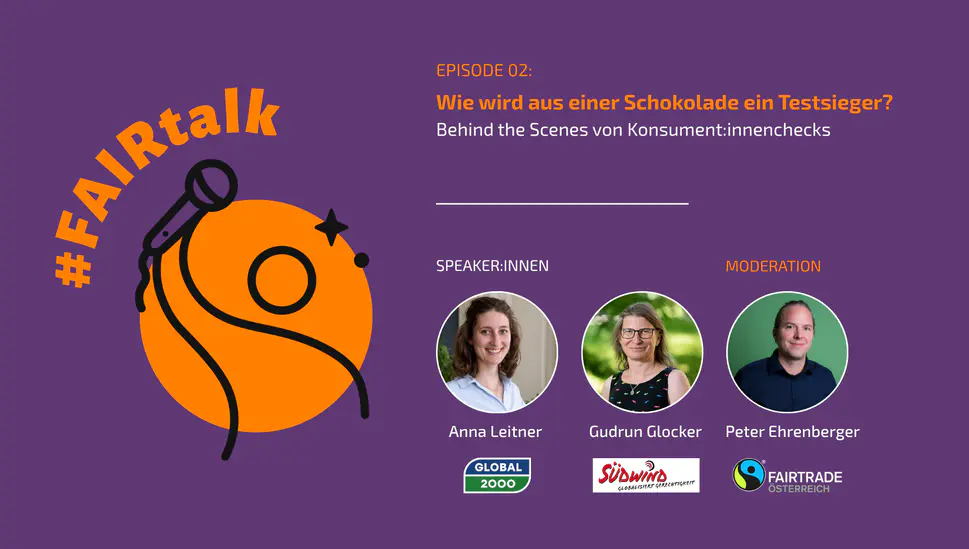 #FAIRtalk
EPISODE 02:
Wie wird aus einer Schokolade ein Testsieger?
Behind the Scenes von Konsument:innenchecks
SPEAKER:INNEN
MODERATION
Anna Leitner
Gudrun Glocker
Peter Ehrenberger
GLOBAL
2000
SÜDWIND
GLOBALISIERT GERECHTIGKEIT
®
FAIRTRADE
ÖSTERREICH